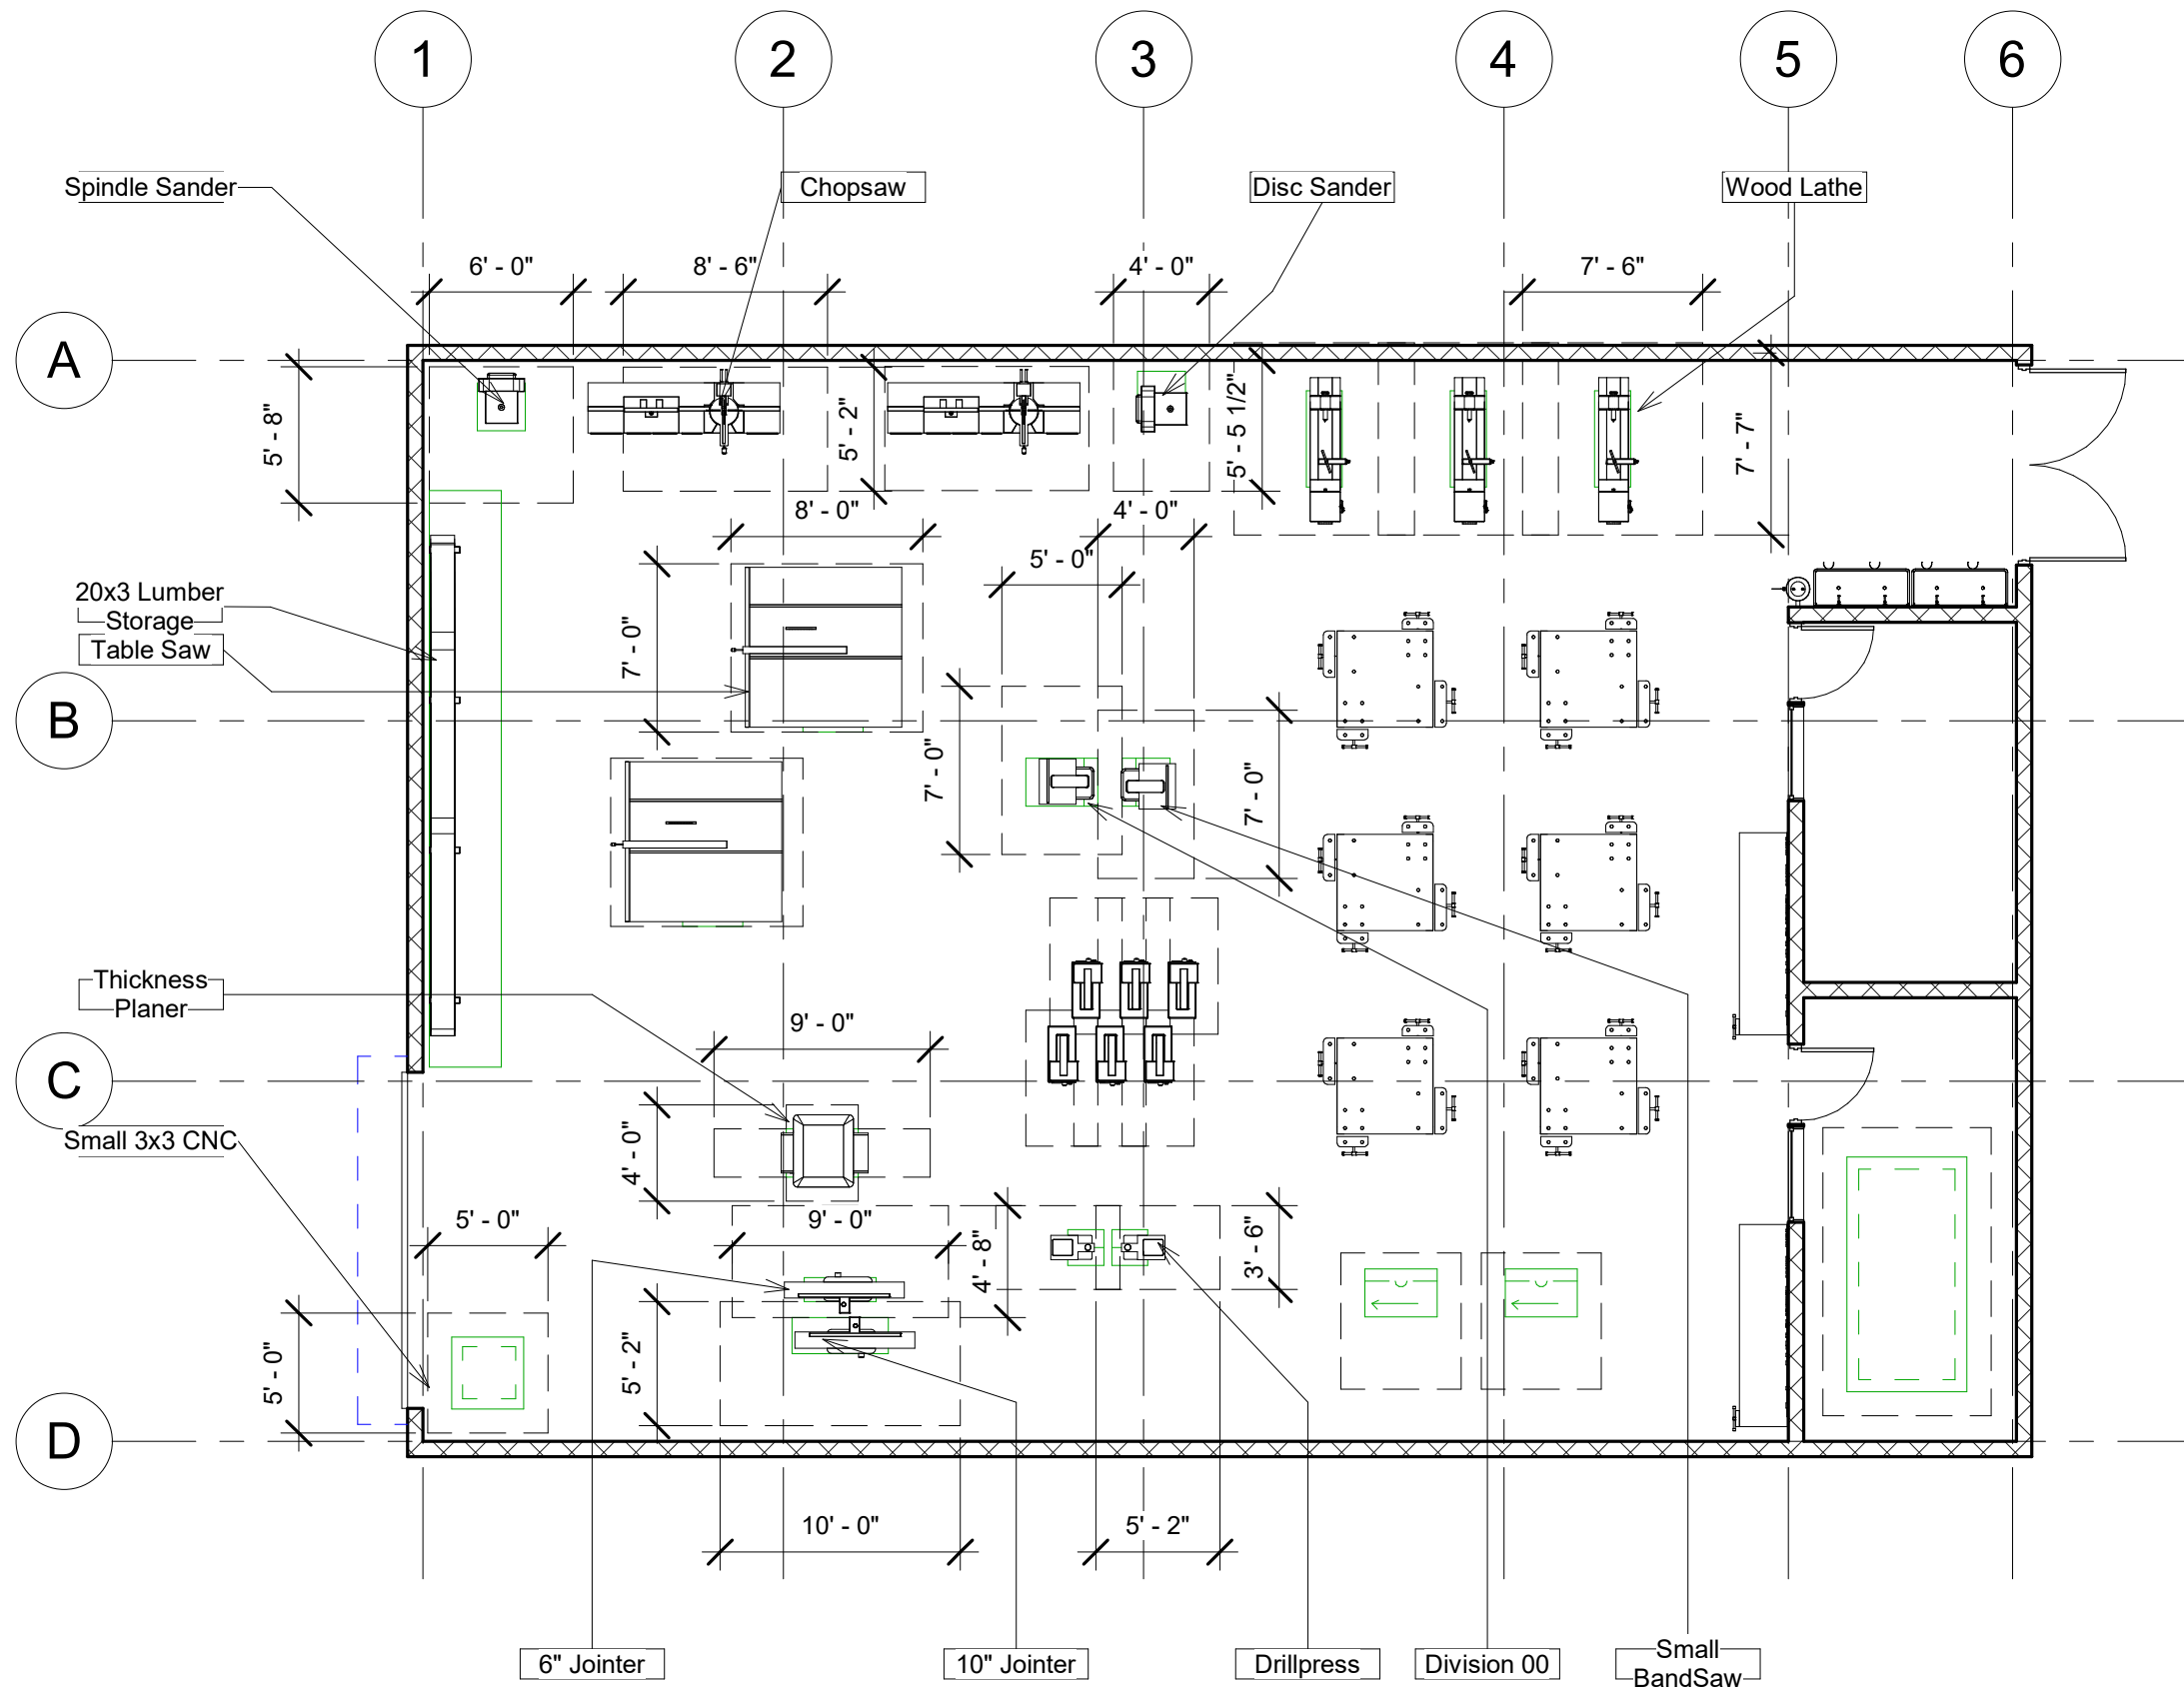 1
2
3
4
5
6
Spindle Sander
Chopsaw
Disc Sander
Wood Lathe
6' - 0"
8' - 6"
4' - 0"
7' - 6"
A
5' - 8"
5' - 2"
5' - 5 1/2"
7' - 7"
8' - 0"
4' - 0"
5' - 0"
20x3 Lumber
Storage
Table Saw
7' - 0"
B
7' - 0"
7' - 0"
Thickness
Planer
9' - 0"
C
Small 3x3 CNC
4' - 0"
5' - 0"
9' - 0"
4' - 8"
3' - 6"
5' - 0"
5' - 2"
D
10' - 0"
5' - 2"
6" Jointer
10" Jointer
Drillpress
Division 00
Small
BandSaw